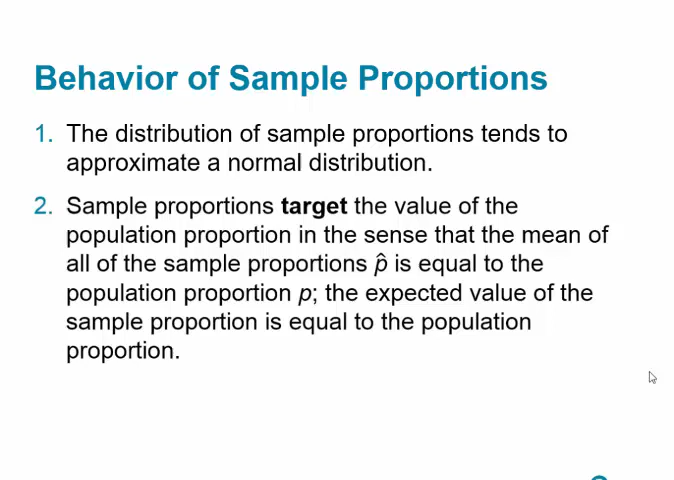 Behavior of Sample Proportions
1. The distribution of sample proportions tends to
approximate a normal distribution.
2. Sample proportions target the value of the
population proportion in the sense that the mean of
all of the sample proportions p̂ is equal to the
population proportion p; the expected value of the
sample proportion is equal to the population
proportion.